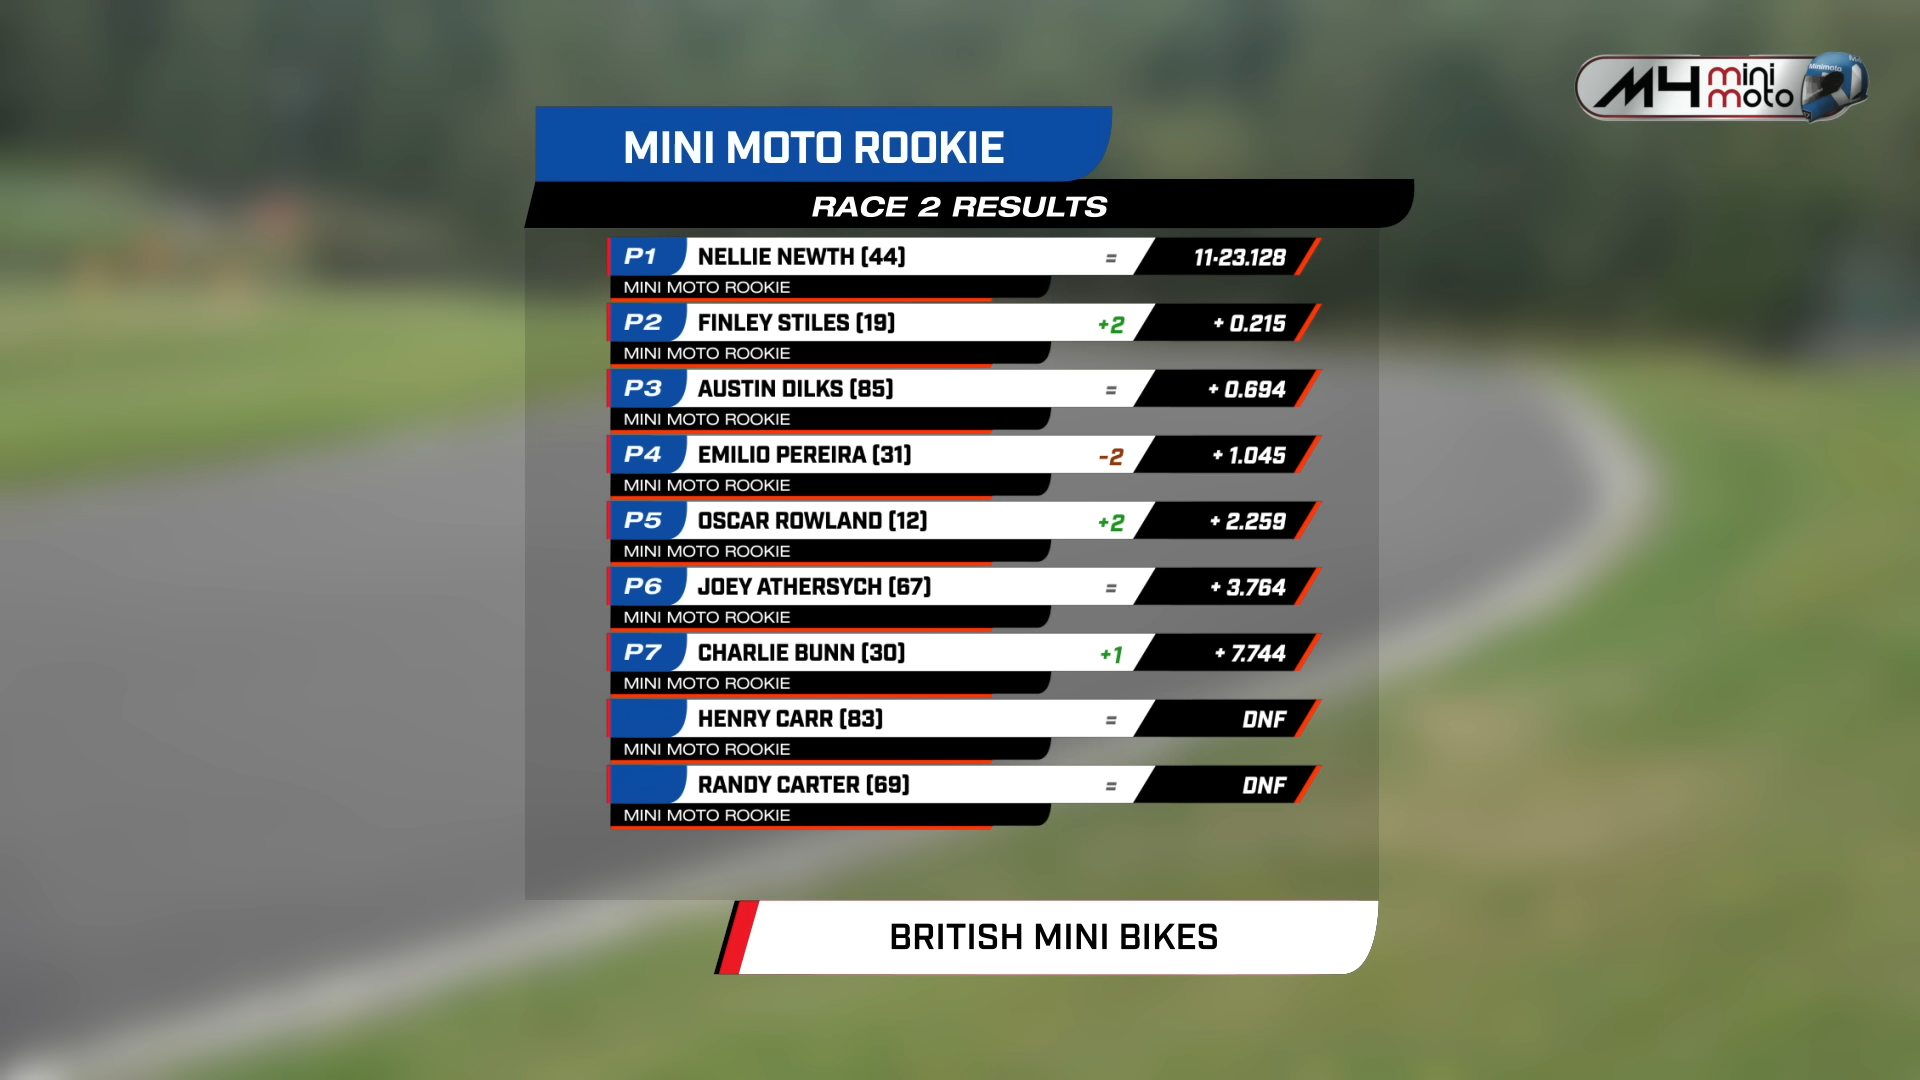 M4 mini moto
Minimoto
MINI MOTO ROOKIE
RACE 2 RESULTS
P1 NELLIE NEWTH (44) = 11-23.128
MINI MOTO ROOKIE
P2 FINLEY STILES (19) +2 + 0.215
MINI MOTO ROOKIE
P3 AUSTIN DILKS (85) = + 0.694
MINI MOTO ROOKIE
P4 EMILIO PEREIRA (31) -2 + 1.045
MINI MOTO ROOKIE
P5 OSCAR ROWLAND (12) +2 + 2.259
MINI MOTO ROOKIE
P6 JOEY ATHERSYCH (67) = + 3.764
MINI MOTO ROOKIE
P7 CHARLIE BUNN (30) +1 + 7.744
MINI MOTO ROOKIE
HENRY CARR (83) = DNF
MINI MOTO ROOKIE
RANDY CARTER (69) = DNF
MINI MOTO ROOKIE
BRITISH MINI BIKES